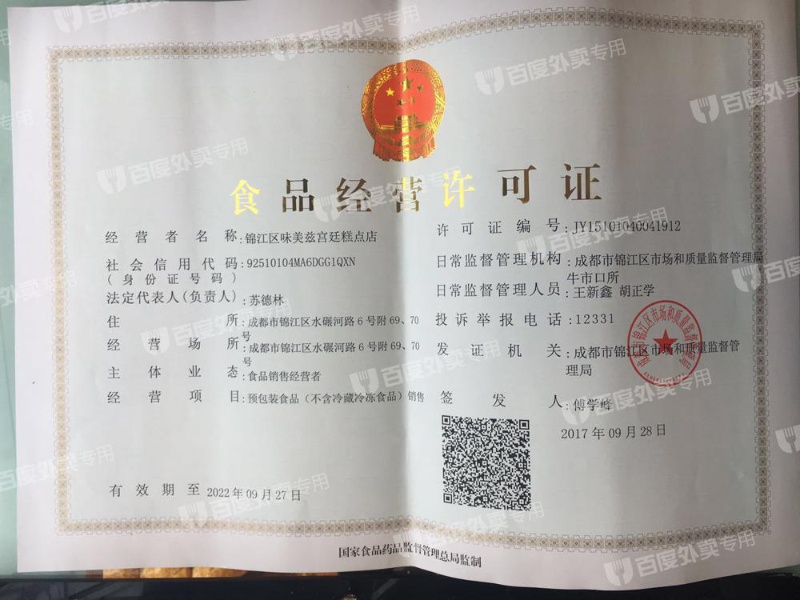 食品经营许可证
经营者名称:锦江区味美兹宫廷糕点店
社会信用代码:92510104MA6DGG1QXN
(身份证号码)
法定代表人(负责人):苏德林
住所:成都市锦江区水碾河路6号附69、70
号
经营场所:成都市锦江区水碾河路6号附69、70
号
主体业态:食品销售经营者
经营项目:预包装食品(不含冷藏冷冻食品)销售
有效期至 2022年09月27日
许可证编号:JY15101040041912
日常监督管理机构:成都市锦江区市场和质量监督管理局
牛市口所
日常监督管理人员:王新鑫 胡正学
投诉举报电话:12331
发证机关:成都市锦江区市场和质量监督管
理局
签发人:傅学峰
2017年09月28日
国家食品药品监督管理总局监制
百度外卖专用